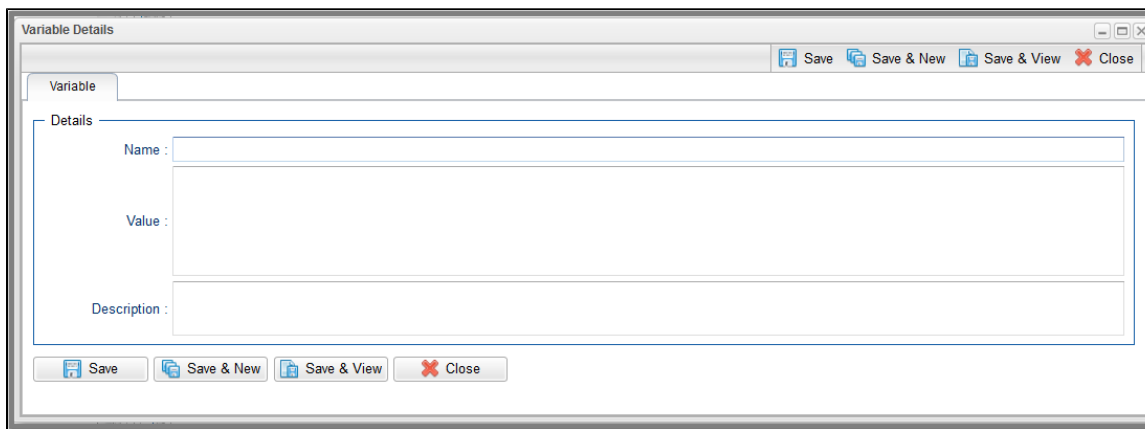 Variable Details
Save Save & New Save & View Close
Variable
Details
Name :
Value :
Description :
Save Save & New Save & View Close